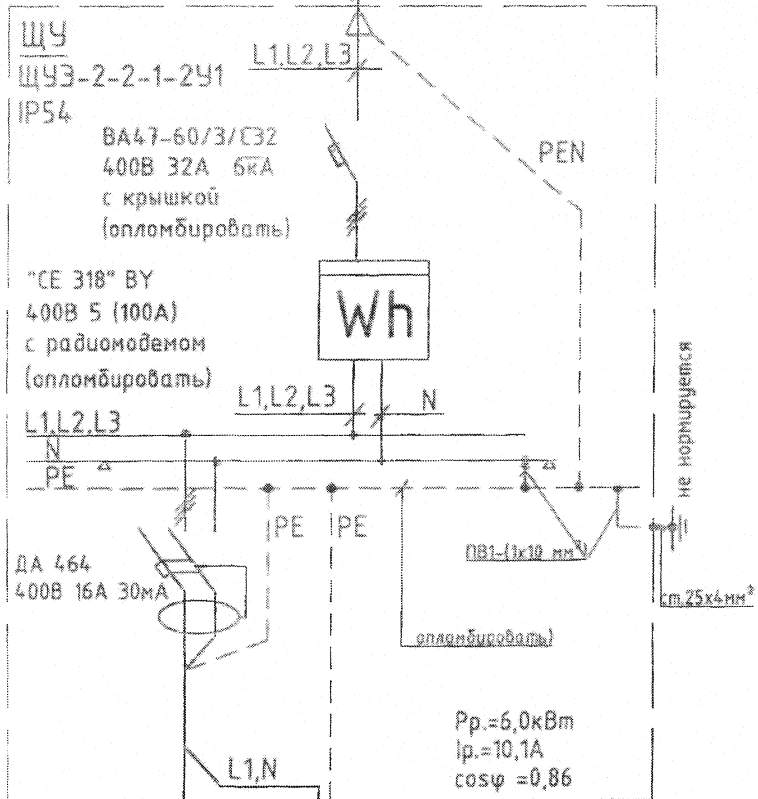 ЩУ
ЩУЭ-2-2-1-2У1
IP54
L1,L2,L3
ВА47-60/3/С32
400В 32А 6кА
с крышкой
(опломбировать)
PEN
"СЕ 318" BY
400В 5 (100А)
с радиомодемом
(опломбировать)
Wh
L1,L2,L3
N
L1,L2,L3
N
PE
не нормируется
PE
PE
ДА 464
400В 16А 30мА
ПВ1-(1х10 мм²)
ст.25х4мм²
опломбировать)
Рр.=6,0кВт
Iр.=10,1А
cosφ =0,86
L1,N